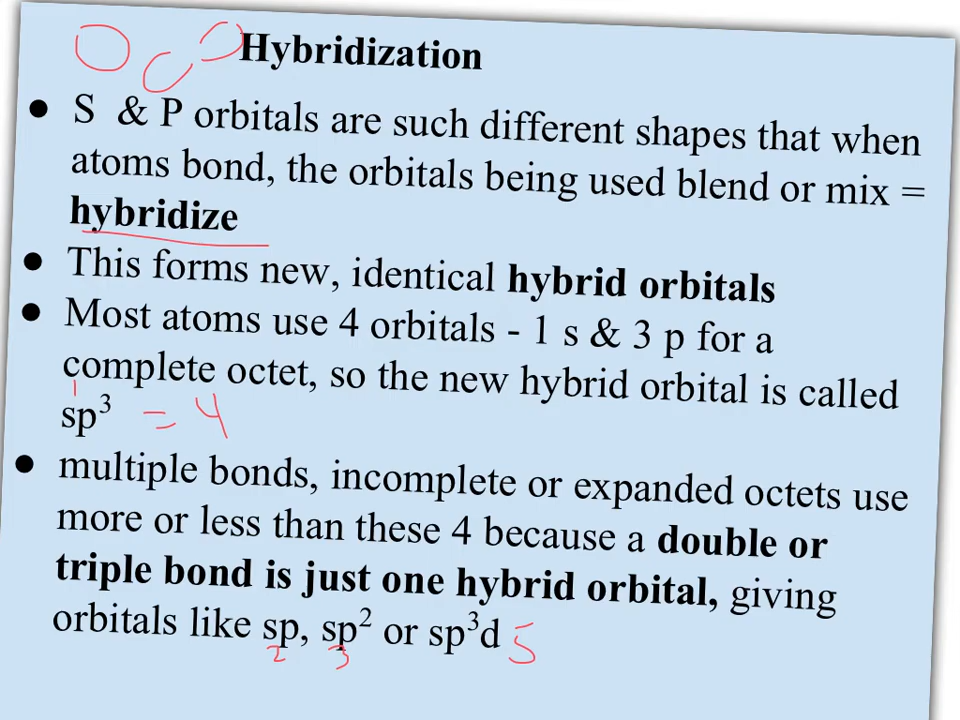 Hybridization
● S & P orbitals are such different shapes that when
atoms bond, the orbitals being used blend or mix =
hybridize
● This forms new, identical hybrid orbitals
● Most atoms use 4 orbitals - 1 s & 3 p for a
complete octet, so the new hybrid orbital is called
1
sp³ = 4
● multiple bonds, incomplete or expanded octets use
more or less than these 4 because a double or
triple bond is just one hybrid orbital, giving
orbitals like sp, sp² or sp³d 5
2 3